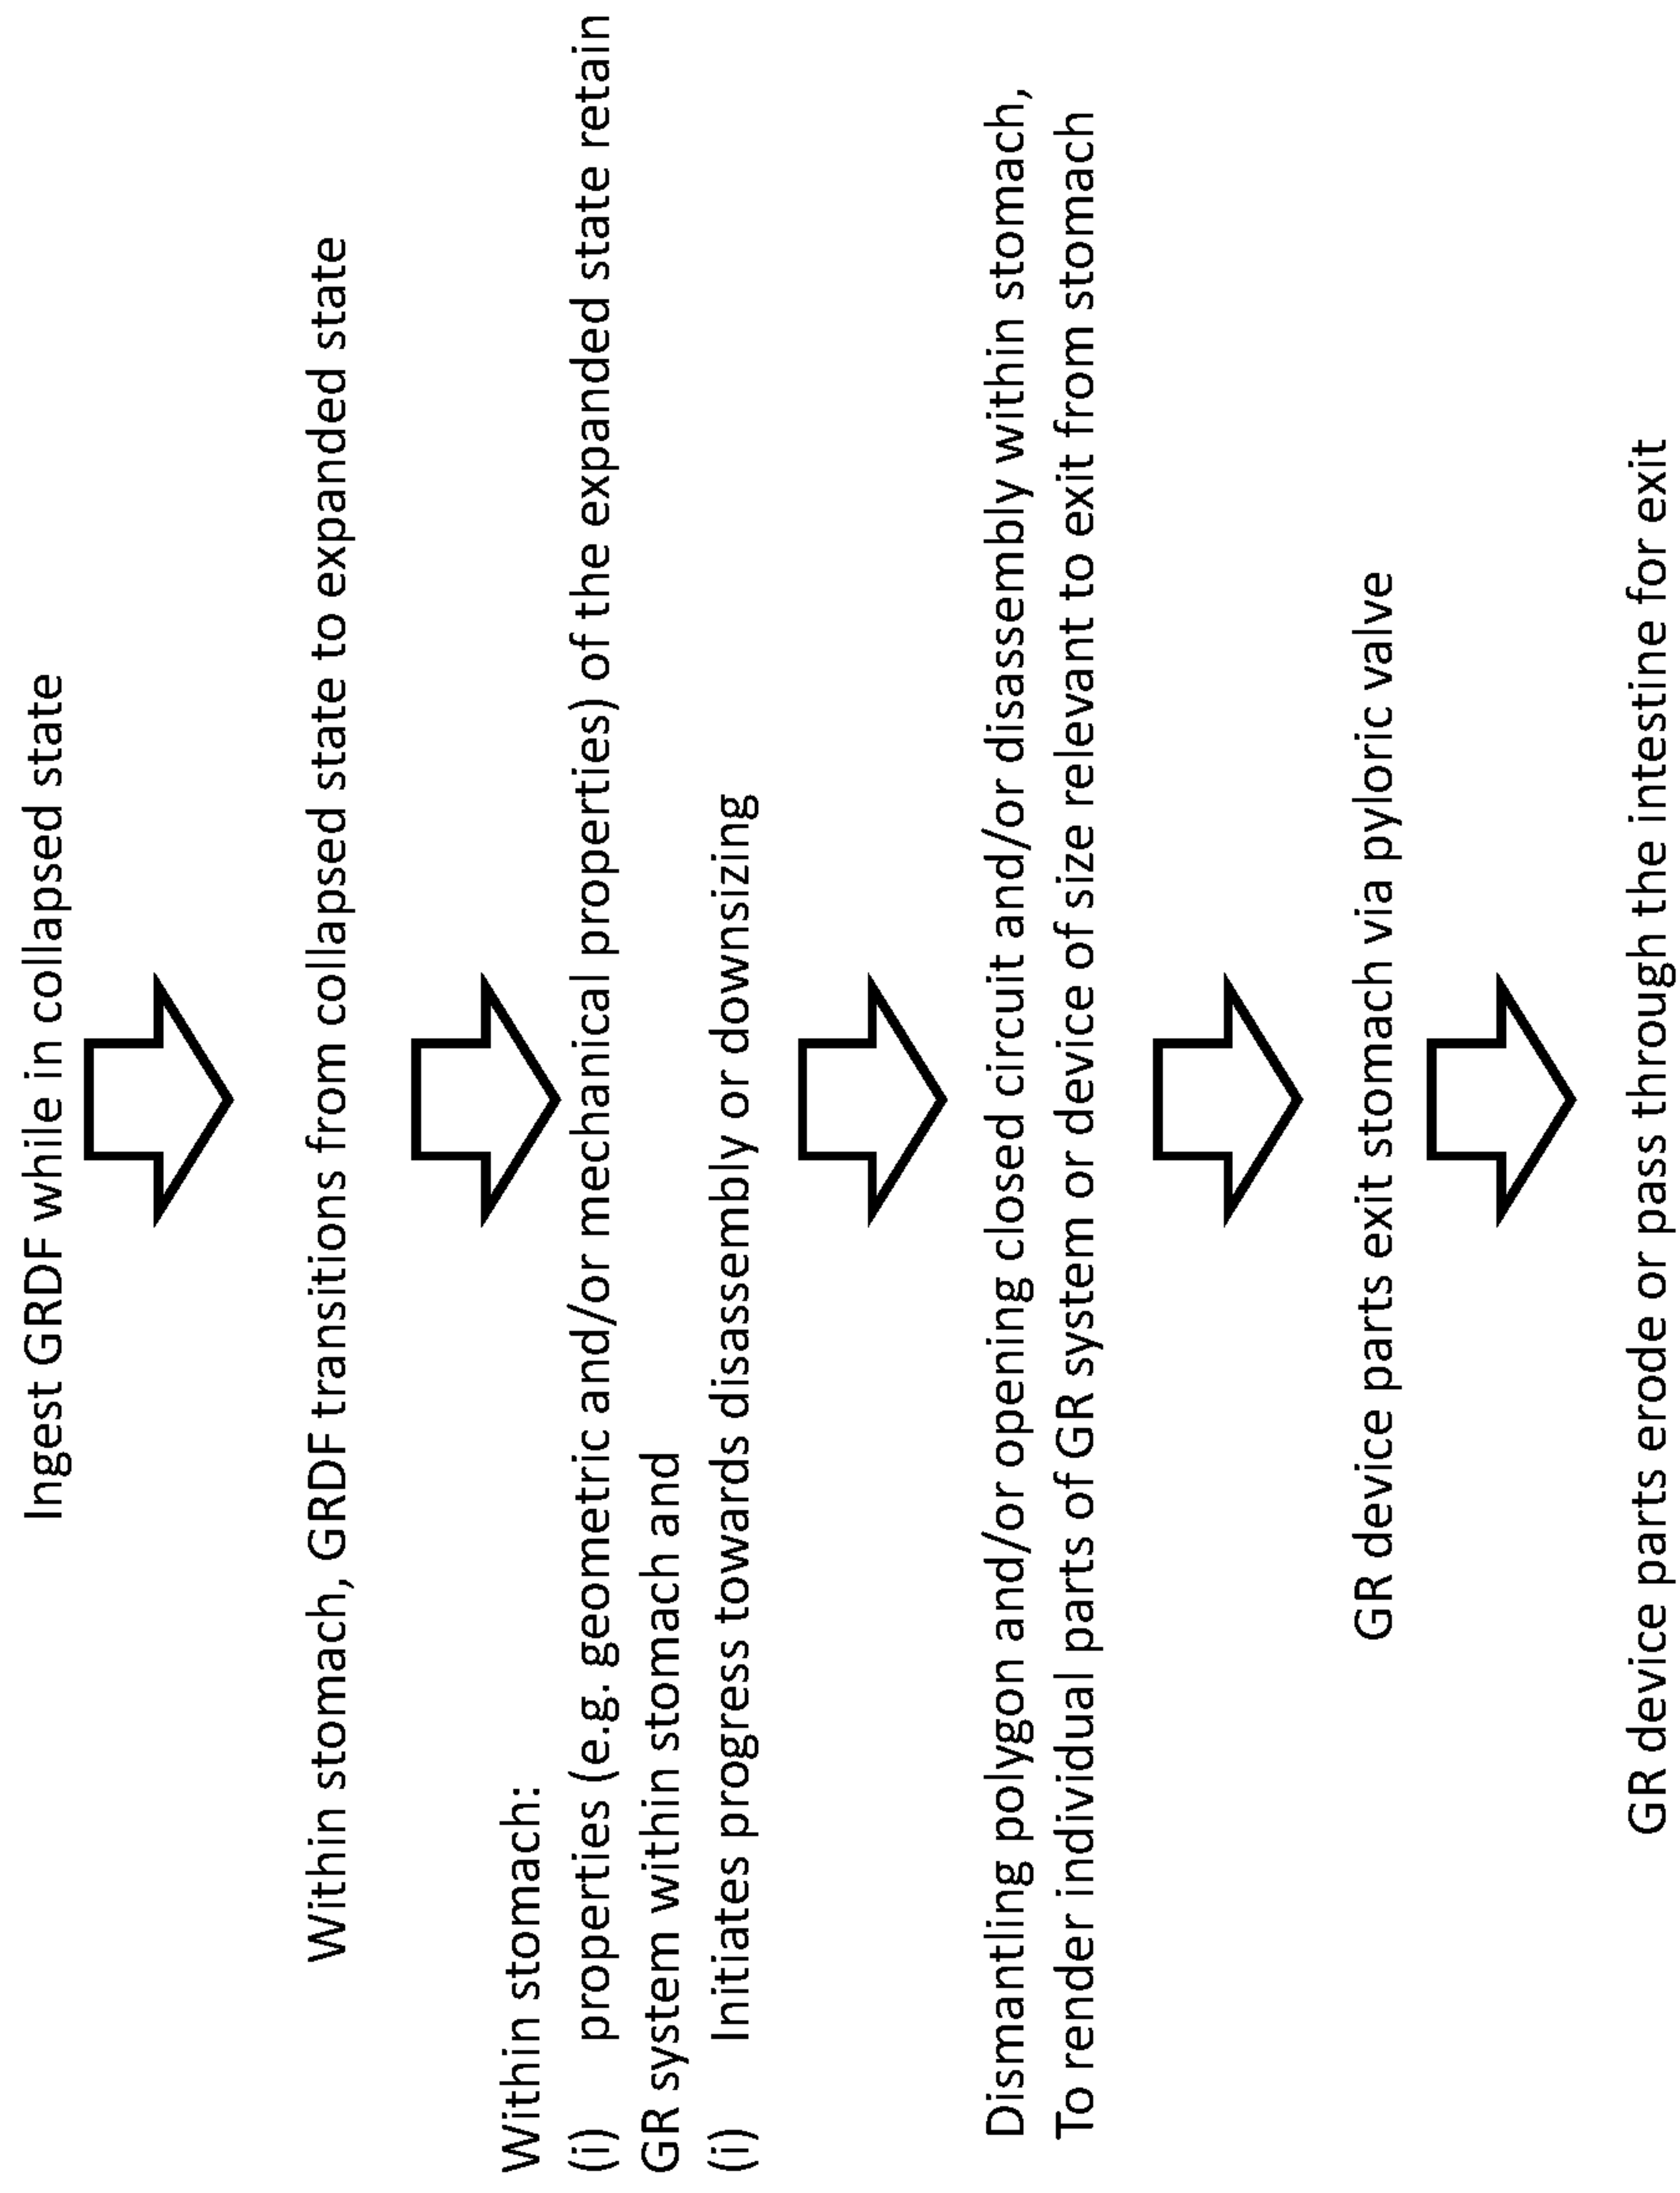 Ingest GRDF while in collapsed state
Within stomach, GRDF transitions from collapsed state to expanded state
Within stomach:
(i) properties (e.g. geometric and/or mechanical properties) of the expanded state retain
GR system within stomach and
(i) Initiates progress towards disassembly or downsizing
Dismantling polygon and/or opening closed circuit and/or disassembly within stomach,
To render individual parts of GR system or device of size relevant to exit from stomach
GR device parts exit stomach via pyloric valve
GR device parts erode or pass through the intestine for exit